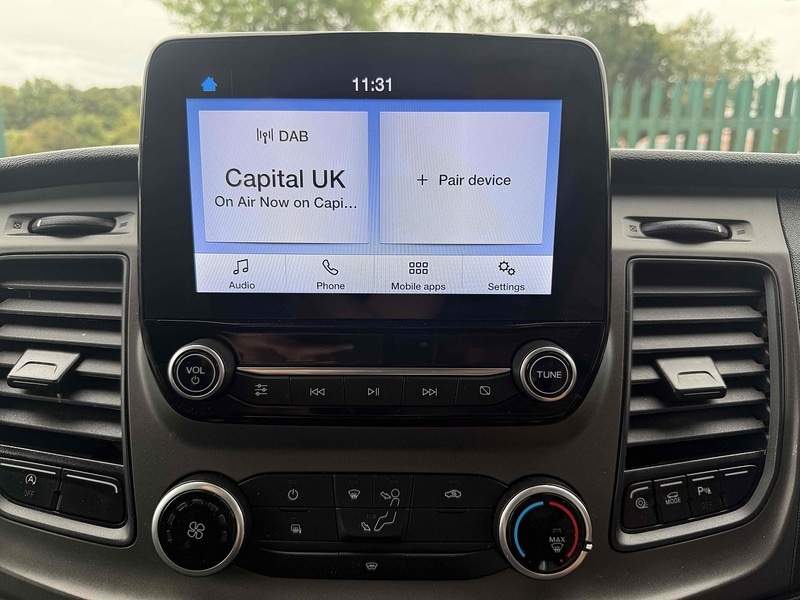 11:31
DAB
Capital UK
On Air Now on Capi...
+ Pair device
Audio
Phone
Mobile apps
Settings
VOL
TUNE
A
OFF
MODE
P
MAX